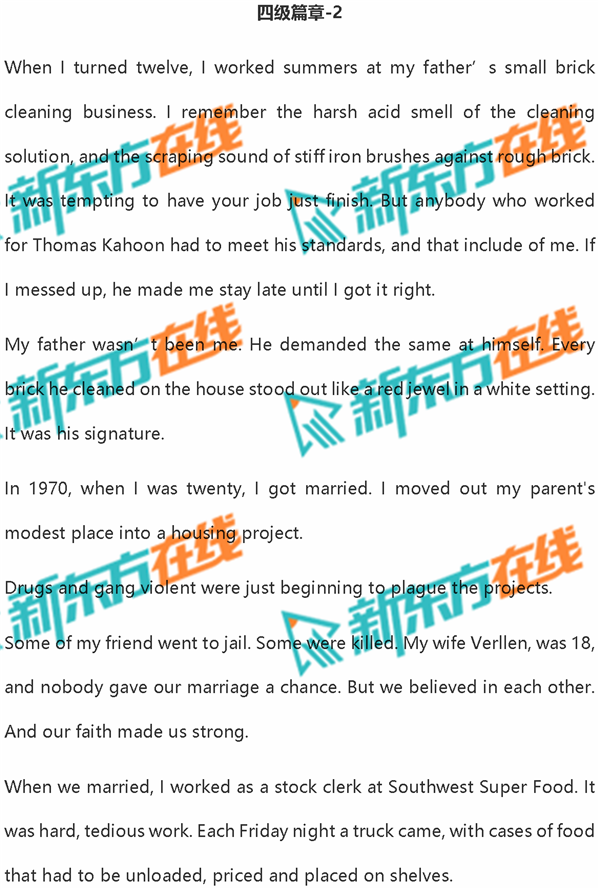 四级篇章-2
When I turned twelve, I worked summers at my father’s small brick
cleaning business. I remember the harsh acid smell of the cleaning
solution, and the scraping sound of stiff iron brushes against rough brick.
It was tempting to have your job just finish. But anybody who worked
for Thomas Kahoon had to meet his standards, and that include of me. If
I messed up, he made me stay late until I got it right.
My father wasn’t been me. He demanded the same at himself. Every
brick he cleaned on the house stood out like a red jewel in a white setting.
It was his signature.
In 1970, when I was twenty, I got married. I moved out my parent's
modest place into a housing project.
Drugs and gang violent were just beginning to plague the projects.
Some of my friend went to jail. Some were killed. My wife Verllen, was 18,
and nobody gave our marriage a chance. But we believed in each other.
And our faith made us strong.
When we married, I worked as a stock clerk at Southwest Super Food. It
was hard, tedious work. Each Friday night a truck came, with cases of food
that had to be unloaded, priced and placed on shelves.
新东方在线
新东方在线
新东方在线
新东方在线
新东方在线
新东方在线